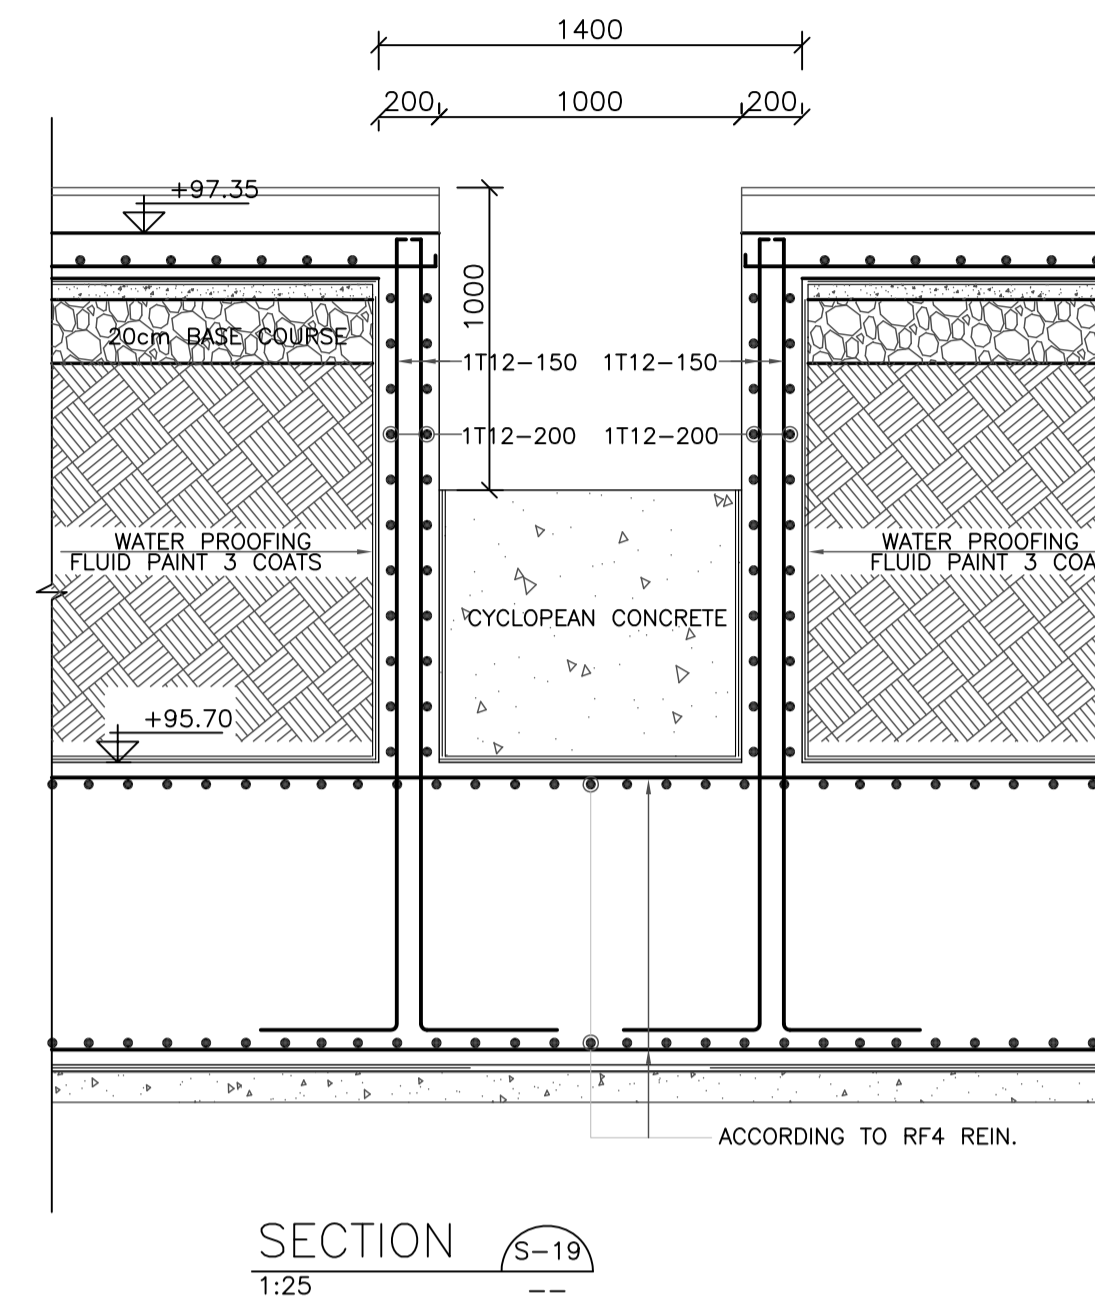 1400
200 1000 200
+97.35
1000
20cm BASE COURSE
1T12-150 1T12-150
1T12-200 1T12-200
WATER PROOFING
FLUID PAINT 3 COATS
WATER PROOFING
FLUID PAINT 3 COA
CYCLOPEAN CONCRETE
+95.70
ACCORDING TO RF4 REIN.
SECTION S-19
1:25 --